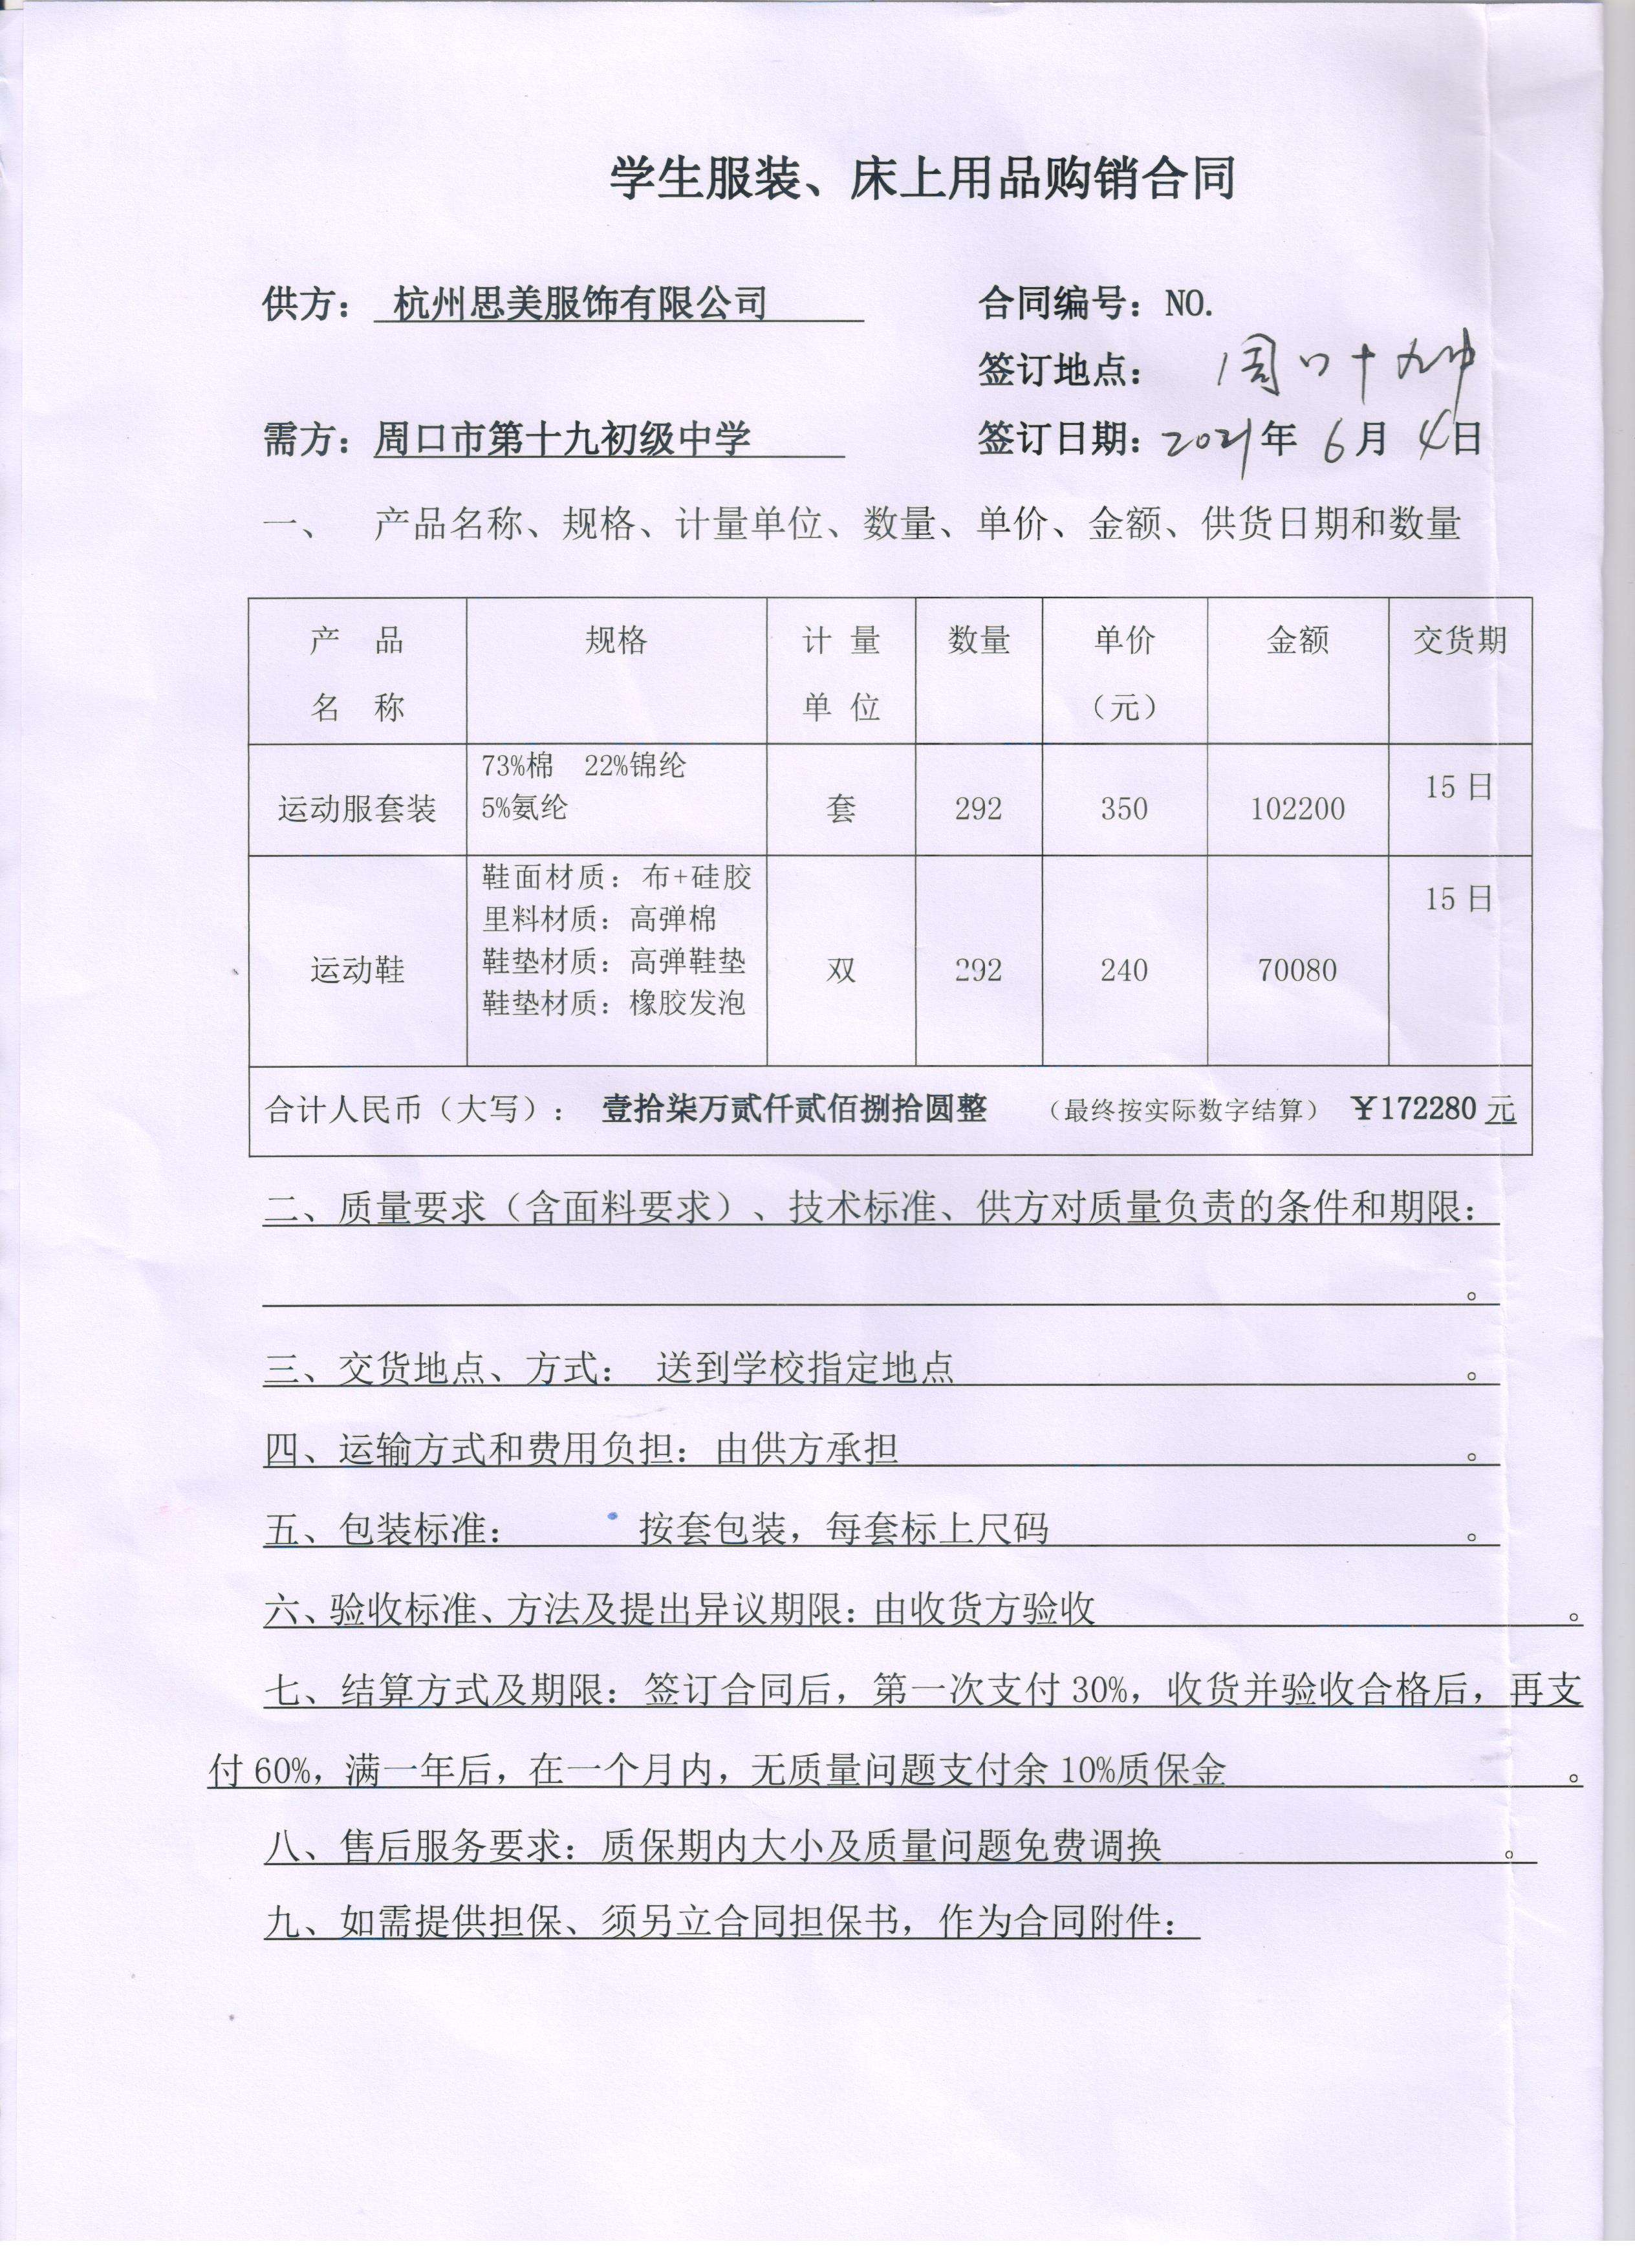 学生服装、床上用品购销合同
供方： 杭州思美服饰有限公司 合同编号：NO.
签订地点： 周口十九中
需方：周口市第十九初级中学 签订日期：2021年 6月 4日
一、 产品名称、规格、计量单位、数量、单价、金额、供货日期和数量
产 品 规格 计 量 数量 单价 金额 交货期
名 称 单 位 （元）
73%棉 22%锦纶
运动服套装 5%氨纶 套 292 350 102200 15 日
鞋面材质：布+硅胶
里料材质：高弹棉 15 日
鞋垫材质：高弹鞋垫
运动鞋 双 292 240 70080
鞋垫材质：橡胶发泡
合计人民币（大写）： 壹拾柒万贰仟贰佰捌拾圆整 （最终按实际数字结算） ¥172280 元
二、质量要求（含面料要求）、技术标准、供方对质量负责的条件和期限：
。
三、交货地点、方式： 送到学校指定地点 。
四、运输方式和费用负担：由供方承担 。
五、包装标准： 按套包装，每套标上尺码 。
六、验收标准、方法及提出异议期限：由收货方验收 。
七、结算方式及期限：签订合同后，第一次支付 30%，收货并验收合格后，再支
付 60%，满一年后，在一个月内，无质量问题支付余 10%质保金 。
八、售后服务要求：质保期内大小及质量问题免费调换 。
九、如需提供担保、须另立合同担保书，作为合同附件：